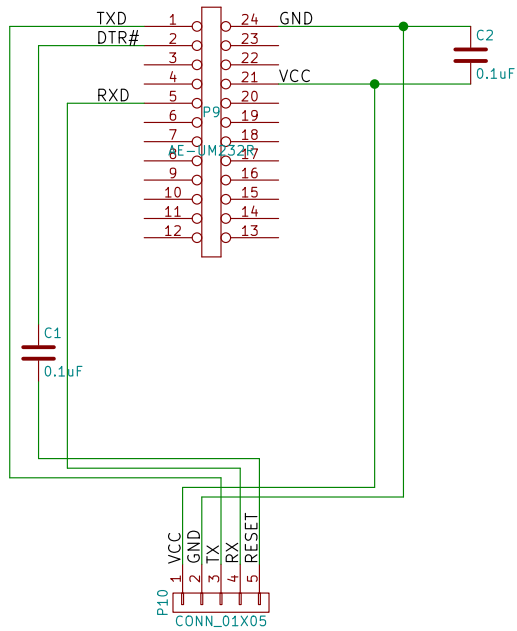 TXD 1 24 GND
DTR# 2 23
3 22
4 21 VCC
RXD 5 20
P9
6 19
7 18
AE-UM232R
8 17
9 16
10 15
11 14
12 13
C2
0.1uF
C1
0.1uF
VCC GND TX RX RESET
1 2 3 4 5
P10
CONN_01X05